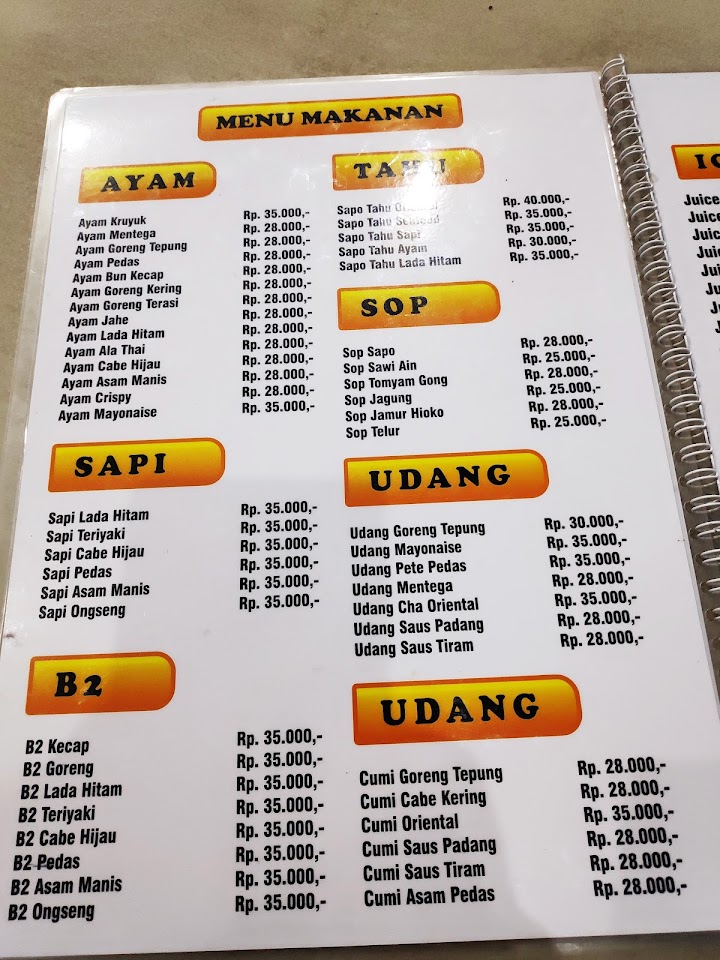 MENU MAKANAN
AYAM
Ayam Kruyuk Rp. 35.000,-
Ayam Mentega Rp. 28.000,-
Ayam Goreng Tepung Rp. 28.000,-
Ayam Pedas Rp. 28.000,-
Ayam Bun Kecap Rp. 28.000,-
Ayam Goreng Kering Rp. 28.000,-
Ayam Goreng Terasi Rp. 28.000,-
Ayam Jahe Rp. 28.000,-
Ayam Lada Hitam Rp. 28.000,-
Ayam Ala Thai Rp. 28.000,-
Ayam Cabe Hijau Rp. 28.000,-
Ayam Asam Manis Rp. 28.000,-
Ayam Crispy Rp. 28.000,-
Ayam Mayonaise Rp. 35.000,-
SAPI
Sapi Lada Hitam Rp. 35.000,-
Sapi Teriyaki Rp. 35.000,-
Sapi Cabe Hijau Rp. 35.000,-
Sapi Pedas Rp. 35.000,-
Sapi Asam Manis Rp. 35.000,-
Sapi Ongseng Rp. 35.000,-
B2
B2 Kecap Rp. 35.000,-
B2 Goreng Rp. 35.000,-
B2 Lada Hitam Rp. 35.000,-
B2 Teriyaki Rp. 35.000,-
B2 Cabe Hijau Rp. 35.000,-
B2 Pedas Rp. 35.000,-
B2 Asam Manis Rp. 35.000,-
B2 Ongseng Rp. 35.000,-
TAHU
Sapo Tahu Oriental Rp. 40.000,-
Sapo Tahu Seafood Rp. 35.000,-
Sapo Tahu Sapi Rp. 35.000,-
Sapo Tahu Ayam Rp. 30.000,-
Sapo Tahu Lada Hitam Rp. 35.000,-
SOP
Sop Sapo Rp. 28.000,-
Sop Sawi Ain Rp. 25.000,-
Sop Tomyam Gong Rp. 28.000,-
Sop Jagung Rp. 25.000,-
Sop Jamur Hioko Rp. 28.000,-
Sop Telur Rp. 25.000,-
UDANG
Udang Goreng Tepung Rp. 30.000,-
Udang Mayonaise Rp. 35.000,-
Udang Pete Pedas Rp. 35.000,-
Udang Mentega Rp. 28.000,-
Udang Cha Oriental Rp. 35.000,-
Udang Saus Padang Rp. 28.000,-
Udang Saus Tiram Rp. 28.000,-
UDANG
Cumi Goreng Tepung Rp. 28.000,-
Cumi Cabe Kering Rp. 28.000,-
Cumi Oriental Rp. 35.000,-
Cumi Saus Padang Rp. 28.000,-
Cumi Saus Tiram Rp. 28.000,-
Cumi Asam Pedas Rp. 28.000,-
Juice
Juice
Juice